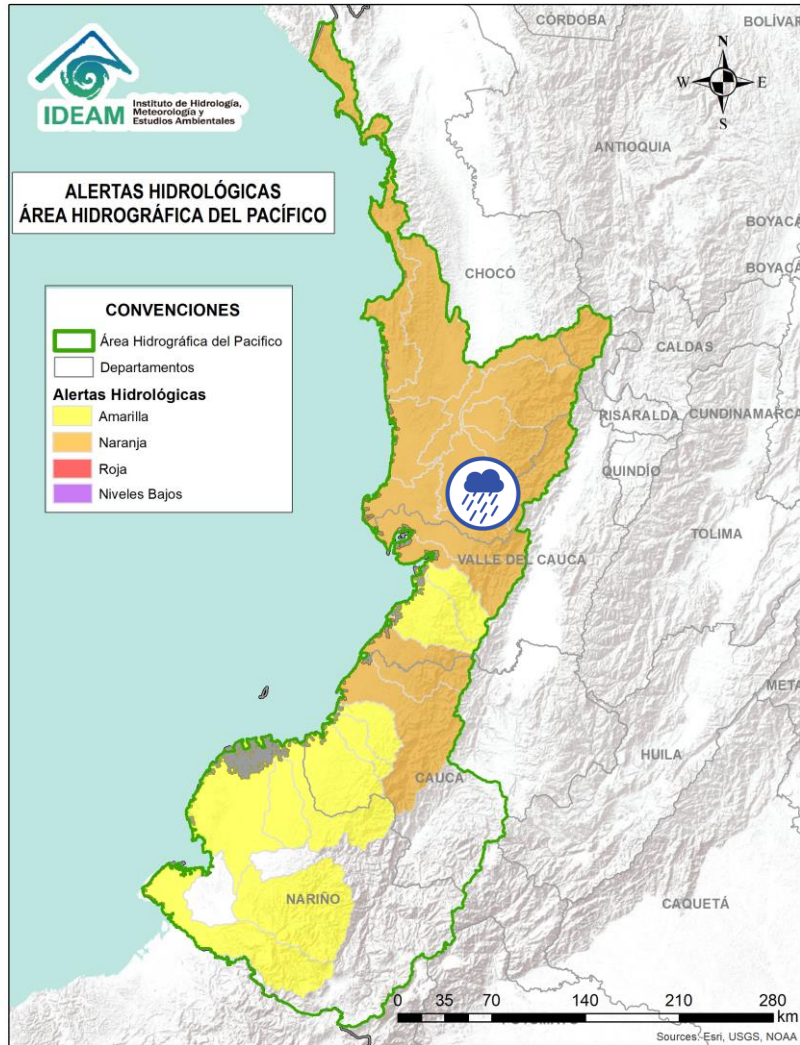 IDEAM
Instituto de Hidrología,
Meteorología y
Estudios Ambientales
ALERTAS HIDROLÓGICAS
ÁREA HIDROGRÁFICA DEL PACÍFICO
CONVENCIONES
Área Hidrográfica del Pacifico
Departamentos
Alertas Hidrológicas
Amarilla
Naranja
Roja
Niveles Bajos
N
W E
S
CÓRDOBA
BOLÍVAR
ANTIOQUIA
BOYACÁ
CHOCÓ
BOYACÁ
CALDAS
RISARALDA
CUNDINAMARCA
QUINDÍO
TOLIMA
VALLE DEL CAUCA
META
HUILA
CAUCA
NARIÑO
CAQUETÁ
0 35 70 140 210 280
km
Sources: Esri, USGS, NOAA